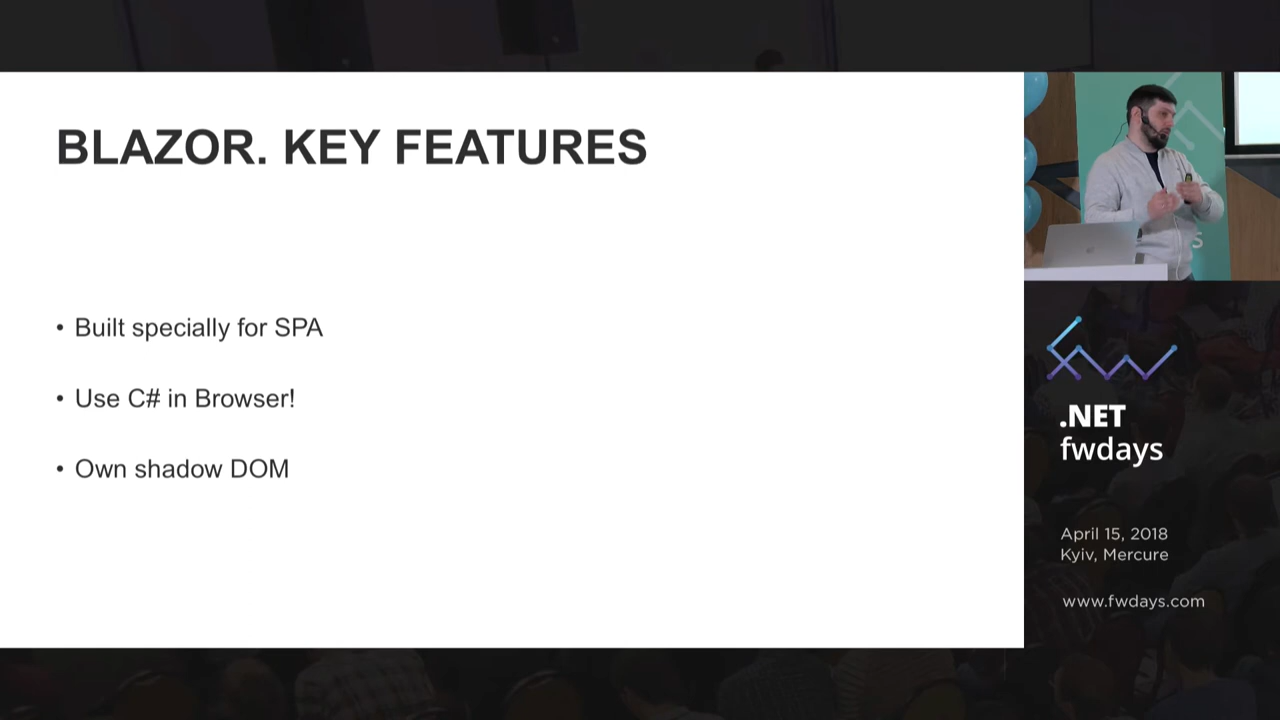 BLAZOR. KEY FEATURES
• Built specially for SPA
• Use C# in Browser!
• Own shadow DOM
.NET
fwdays
April 15, 2018
Kyiv, Mercure
www.fwdays.com